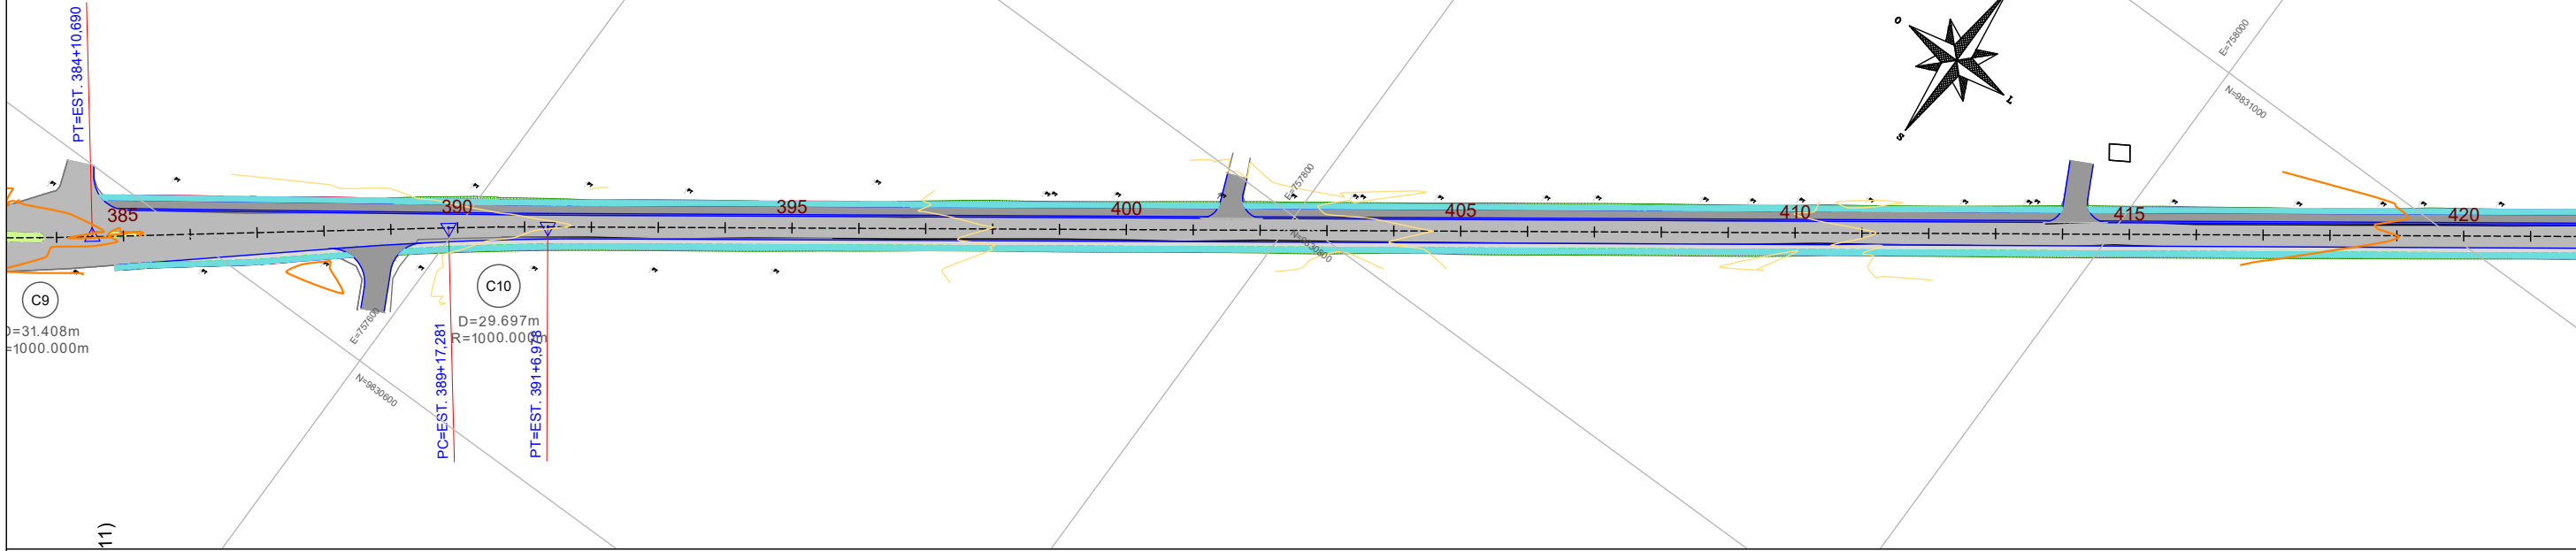 PT=EST. 384+10,690
O
L
S
E=758000
N=9831000
E=757800
N=9830800
385
390
395
400
405
410
415
420
C9
D=31.408m
=1000.000m
C10
D=29.697m
R=1000.000m
PC=EST. 389+17,281
PT=EST. 391+6,978
E=757600
N=9830600
11)